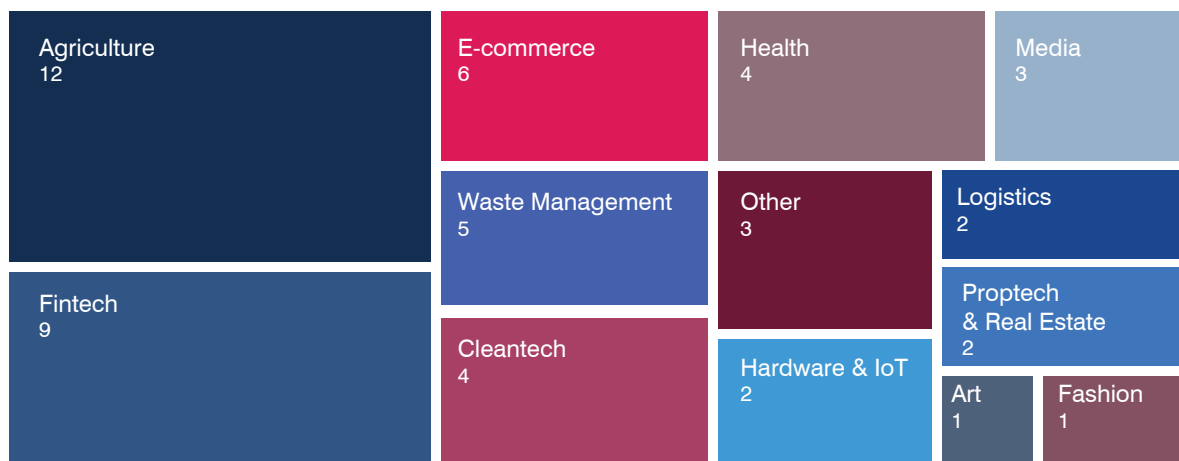 Agriculture
12
Fintech
9
E-commerce
6
Waste Management
5
Cleantech
4
Health
4
Media
3
Other
3
Hardware & IoT
2
Logistics
2
Proptech
& Real Estate
2
Art
1
Fashion
1